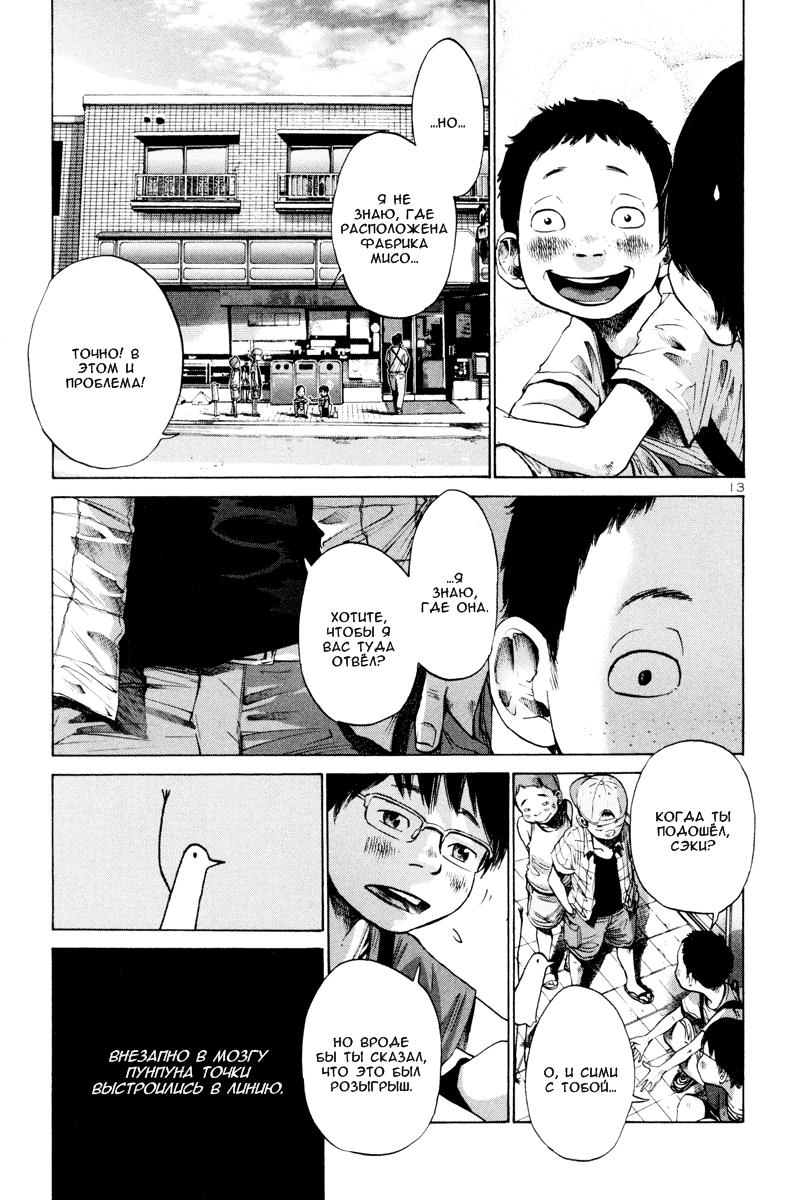 ...НО...
Я НЕ
ЗНАЮ, ГДЕ
РАСПОЛОЖЕНА
ФАБРИКА
МИСО...
ТОЧНО! В
ЭТОМ И
ПРОБЛЕМА!
13
...Я
ЗНАЮ,
ГДЕ ОНА.
ХОТИТЕ,
ЧТОБЫ Я
ВАС ТУДА
ОТВЁЛ?
КОГДА ТЫ
ПОДОШЁЛ,
СЭКИ?
О, И СИМИ
С ТОБОЙ...
НО ВРОДЕ
БЫ ТЫ СКАЗАЛ,
ЧТО ЭТО БЫЛ
РОЗЫГРЫШ.
ВНЕЗАПНО В МОЗГУ
ПУНПУНА ТОЧКИ
ВЫСТРОИЛИСЬ В ЛИНИЮ.